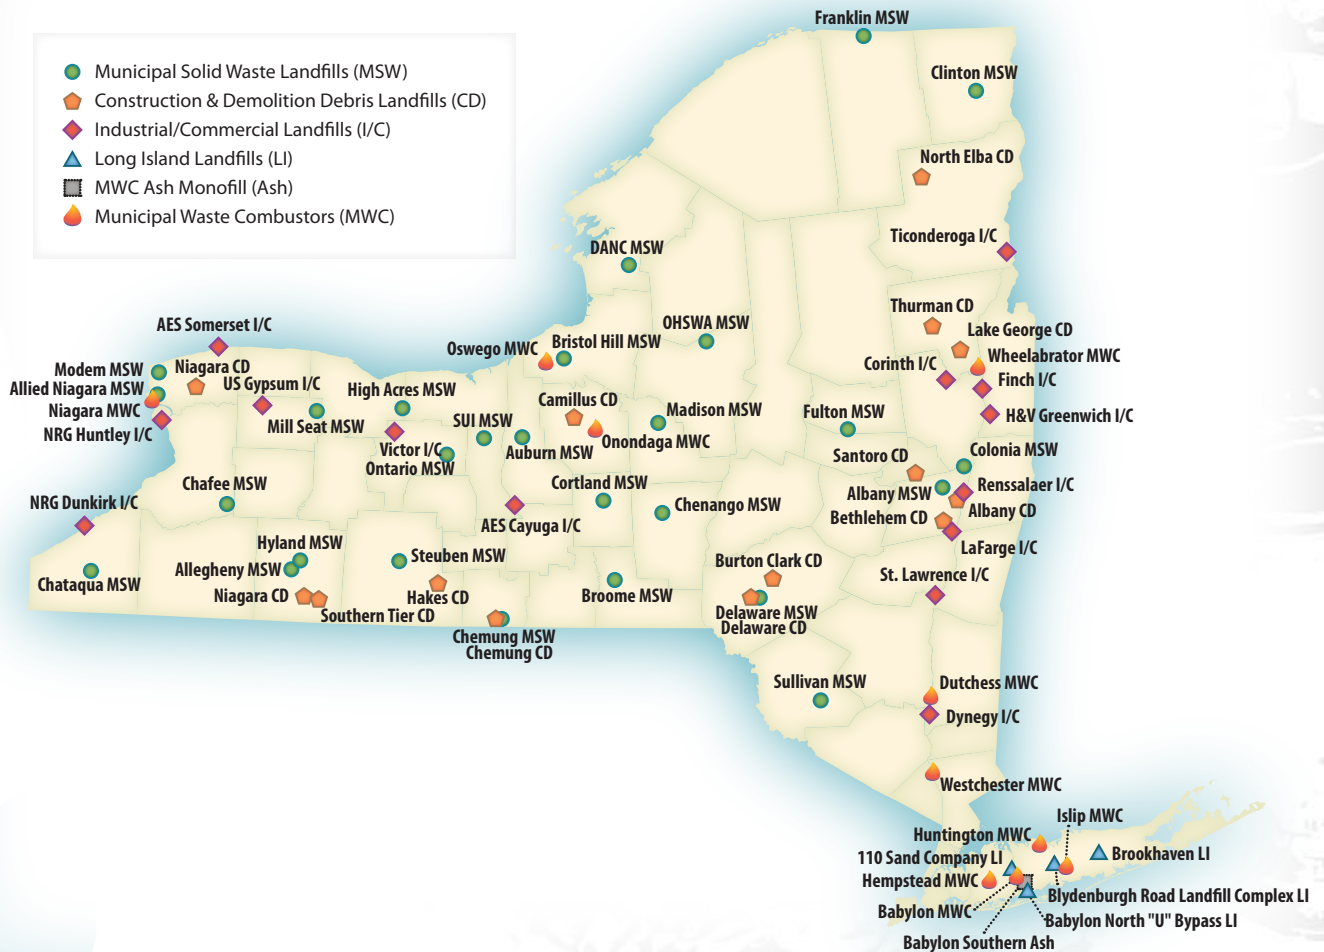 Franklin MSW
Municipal Solid Waste Landfills (MSW)
Construction & Demolition Debris Landfills (CD)
Industrial/Commercial Landfills (I/C)
Long Island Landfills (LI)
MWC Ash Monofill (Ash)
Municipal Waste Combustors (MWC)
Clinton MSW
North Elba CD
Ticonderoga I/C
DANC MSW
Thurman CD
Lake George CD
AES Somerset I/C
OHSWA MSW
Oswego MWC
Bristol Hill MSW
Wheelabrator MWC
Corinth I/C
Finch I/C
Modem MSW
Niagara CD
Allied Niagara MSW
US Gypsum I/C
High Acres MSW
Niagara MWC
NRG Huntley I/C
Mill Seat MSW
SUI MSW
Camillus CD
Madison MSW
Fulton MSW
H&V Greenwich I/C
Victor I/C
Ontario MSW
Auburn MSW
Onondaga MWC
Santoro CD
Colonia MSW
Chafee MSW
Cortland MSW
Albany MSW
Renssalaer I/C
NRG Dunkirk I/C
AES Cayuga I/C
Chenango MSW
Bethlehem CD
Albany CD
LaFarge I/C
Hyland MSW
Allegheny MSW
Steuben MSW
Burton Clark CD
St. Lawrence I/C
Chataqua MSW
Niagara CD
Southern Tier CD
Hakes CD
Broome MSW
Delaware MSW
Delaware CD
Chemung MSW
Chemung CD
Sullivan MSW
Dutchess MWC
Dynegy I/C
Westchester MWC
Islip MWC
Huntington MWC
110 Sand Company LI
Brookhaven LI
Hempstead MWC
Blydenburgh Road Landfill Complex LI
Babylon MWC
Babylon North "U" Bypass LI
Babylon Southern Ash